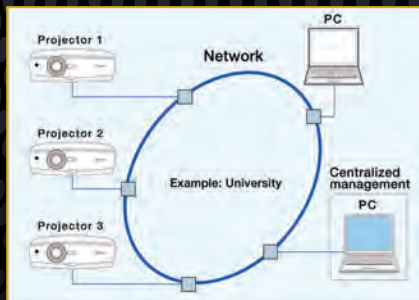 Projector 1
PC
Network
Projector 2
Example: University
Centralized
management
PC
Projector 3